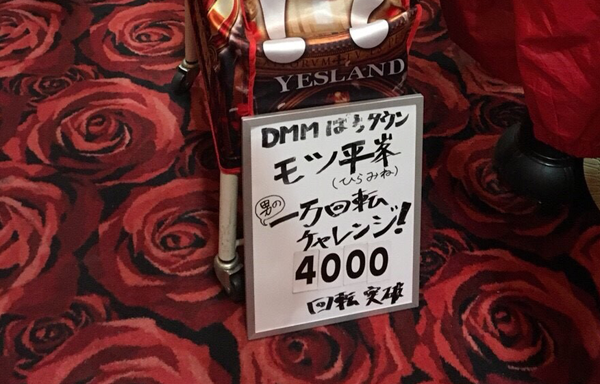 YESLAND
DMMぱちタウン
モツ平峯
(ひらみね)
男の
一万回転
チャレンジ!
4000
回転突破